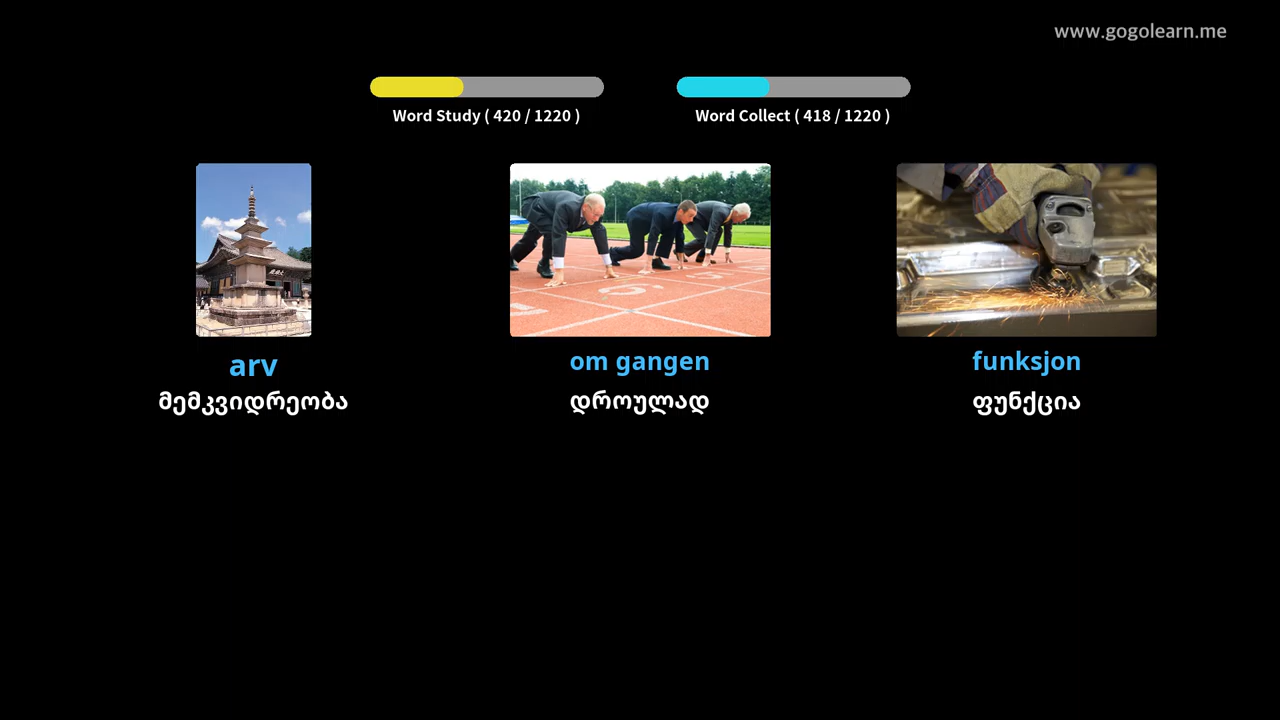 www.gogolearn.me
Word Study ( 420 / 1220 )
Word Collect ( 418 / 1220 )
arv
მემკვიდრეობა
om gangen
დროულად
funksjon
ფუნქცია